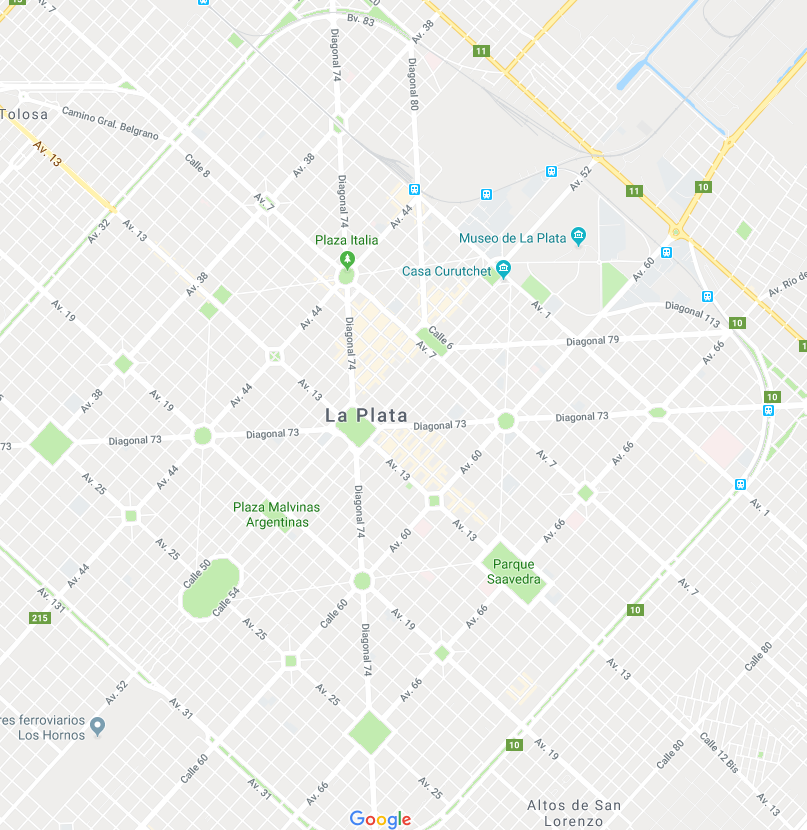 10
Av. 7
Bv. 83
Av. 38
11
Diagonal 74
Diagonal 80
Tolosa
Camino Gral. Belgrano
Av. 13
Calle 8
Av. 38
Av. 52
11
10
Diagonal 74
Av. 7
Av. 44
Av. 32
Av. 13
Plaza Italia
Museo de La Plata
Casa Curutchet
Av. 38
Av. 19
Av. 44
Av. 1
Av. Río de
Diagonal 113
10
Diagonal 74
Calle 6
Av. 7
Diagonal 79
Av. 66
Av. 38
Av. 19
Av. 44
Av. 13
10
La Plata
Diagonal 73
Diagonal 73
73
Diagonal 73
Diagonal 73
Av. 25
Av. 44
Av. 13
Av. 60
Av. 7
Av. 66
Plaza Malvinas
Argentinas
Diagonal 74
Av. 1
Av. 25
Av. 60
Av. 13
Av. 66
Calle 50
Calle 54
Parque
Saavedra
Av. 44
Av. 131
215
Av. 25
Calle 60
Av. 19
Av. 66
10
Av. 7
Diagonal 74
Calle 80
Av. 13
Av. 52
Av. 31
Av. 25
Av. 66
res ferroviarios
Los Hornos
10
Av. 19
Calle 80
Calle 12 Bis
Calle 60
Av. 31
Av. 66
Google
Altos de San
Lorenzo
Av. 13